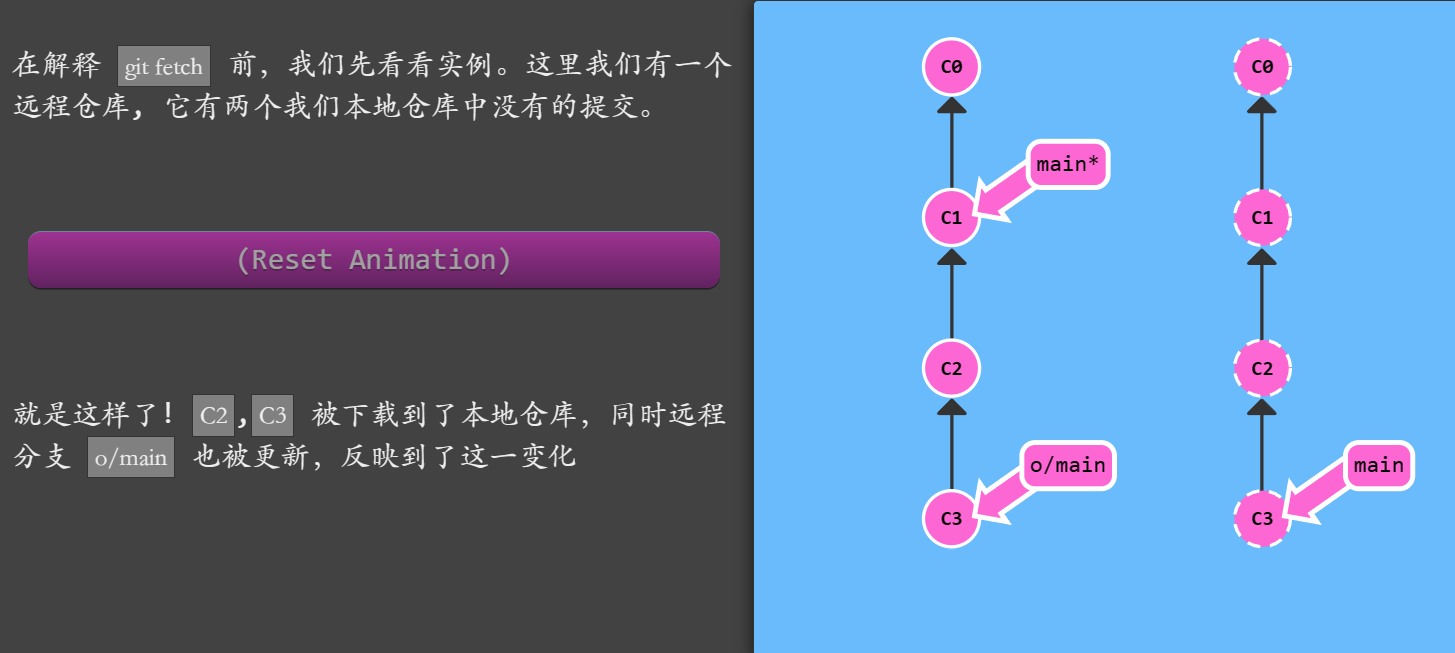 在解释 git fetch 前，我们先看看实例。这里我们有一个
远程仓库, 它有两个我们本地仓库中没有的提交。
(Reset Animation)
就是这样了! C2,C3 被下载到了本地仓库，同时远程
分支 o/main 也被更新，反映到了这一变化
C0
main*
C1
C2
o/main
C3
C0
C1
C2
main
C3